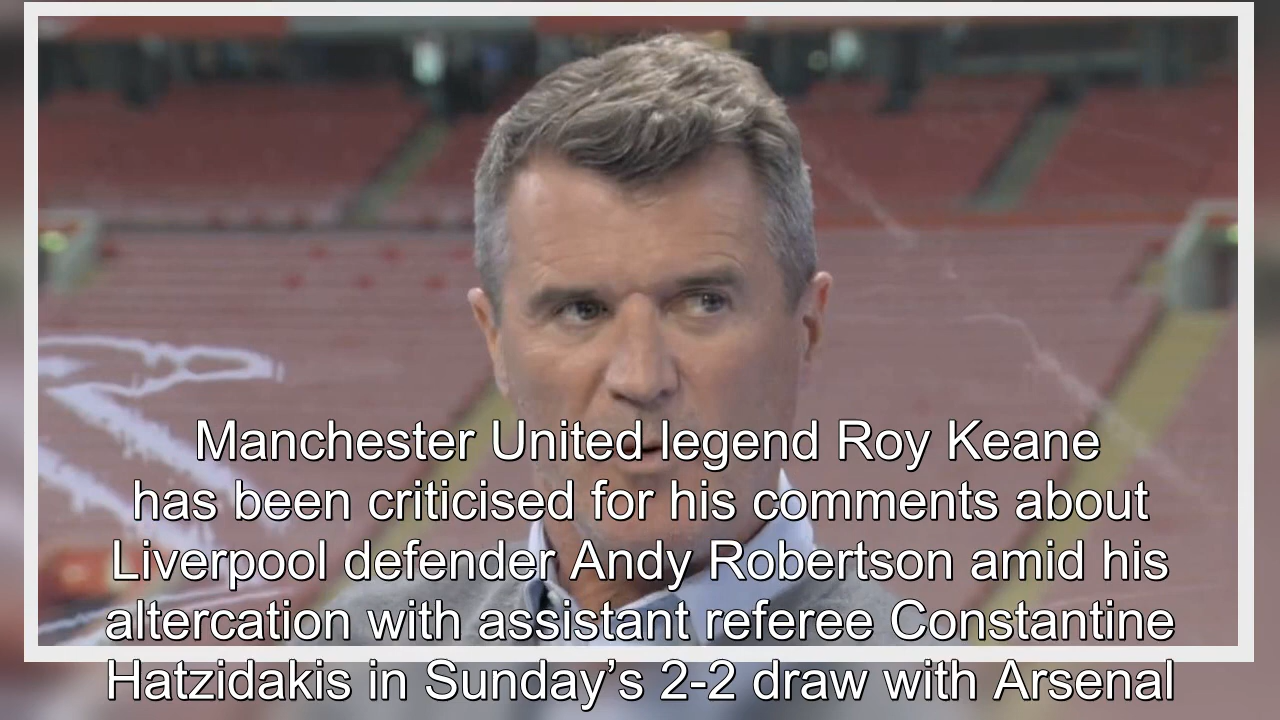 Manchester United legend Roy Keane
has been criticised for his comments about
Liverpool defender Andy Robertson amid his
altercation with assistant referee Constantine
Hatzidakis in Sunday’s 2-2 draw with Arsenal